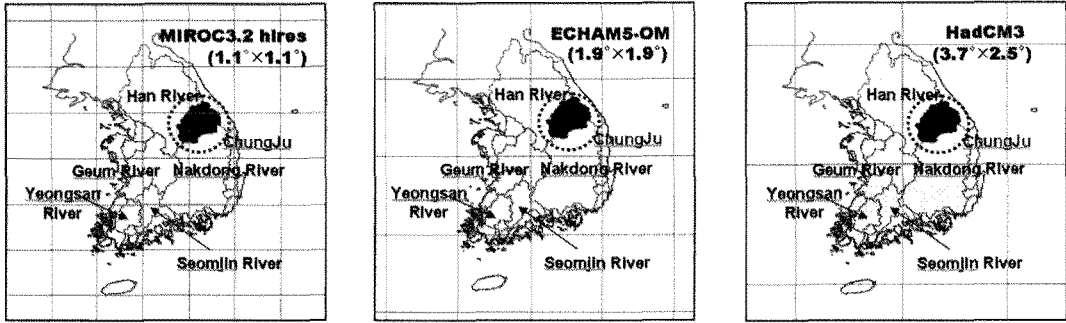 MIROC3.2 hires
(1.1°×1.1°)
Han River
ChungJu
Geum River Nakdong River
Yeongsan
River
Seomjin River
ECHAM5-OM
(1.9°×1.9°)
Han River
ChungJu
Geum River Nakdong River
Yeongsan
River
Seomjin River
HadCM3
(3.7°×2.5°)
Han River
ChungJu
Geum River Nakdong River
Yeongsan
River
Seomjin River